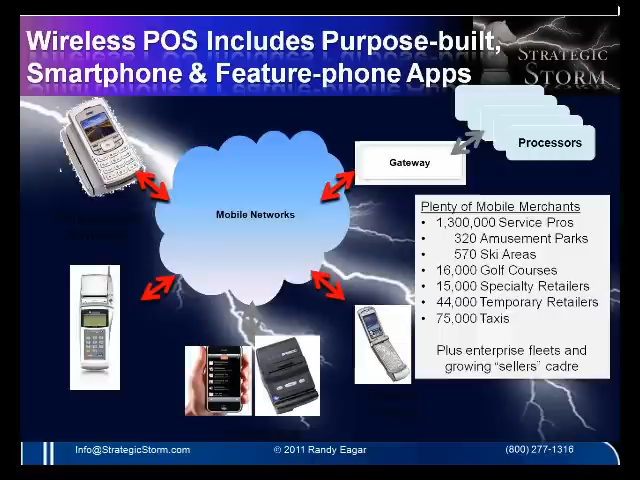 Wireless POS Includes Purpose-built,
Smartphone & Feature-phone Apps
STRATEGIC
STORM
Processors
Gateway
Mobile Networks
Plenty of Mobile Merchants
• 1,300,000 Service Pros
• 320 Amusement Parks
• 570 Ski Areas
• 16,000 Golf Courses
• 15,000 Specialty Retailers
• 44,000 Temporary Retailers
• 75,000 Taxis
Plus enterprise fleets and
growing “sellers” cadre
Info@StrategicStorm.com
© 2011 Randy Eagar
(800) 277-1316